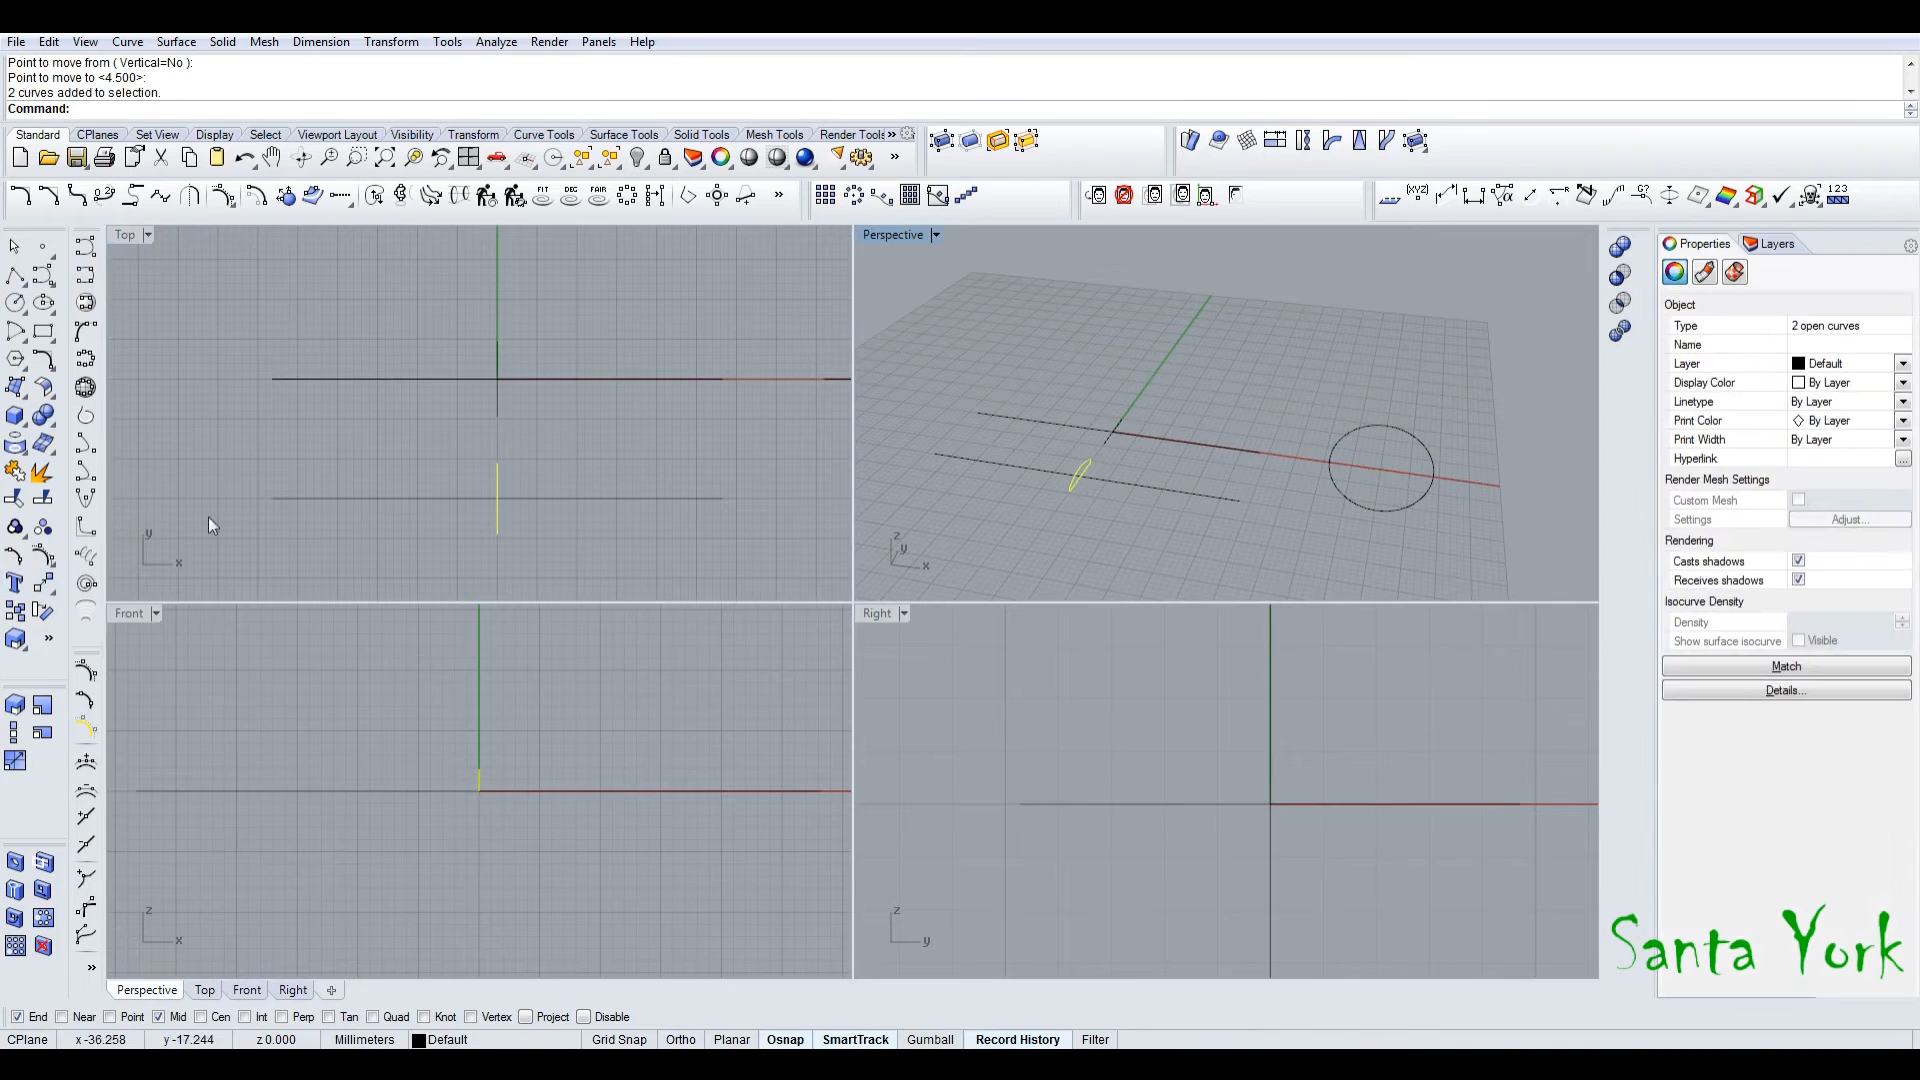 File Edit View Curve Surface Solid Mesh Dimension Transform Tools Analyze Render Panels Help
Point to move from ( Vertical=No ):
Point to move to <4.500>:
2 curves added to selection.
Command:
Standard CPlanes Set View Display Select Viewport Layout Visibility Transform Curve Tools Surface Tools Solid Tools Mesh Tools Render Tools »
»
FIT DEG FAIR » XYZ G? 123
Top
Perspective
Properties Layers
Object
Type 2 open curves
Name
Layer Default
Display Color By Layer
Linetype By Layer
Print Color By Layer
Print Width By Layer
Hyperlink ...
Render Mesh Settings
Custom Mesh
Settings Adjust...
Rendering
Casts shadows
Receives shadows
Isocurve Density
Density
Show surface isocurve Visible
Match
Details...
y
x
z
y
x
Front
Right
z
x
z
y
Santa York
Perspective Top Front Right
End Near Point Mid Cen Int Perp Tan Quad Knot Vertex Project Disable
CPlane x -36.258 y -17.244 z 0.000 Millimeters Default Grid Snap Ortho Planar Osnap SmartTrack Gumball Record History Filter